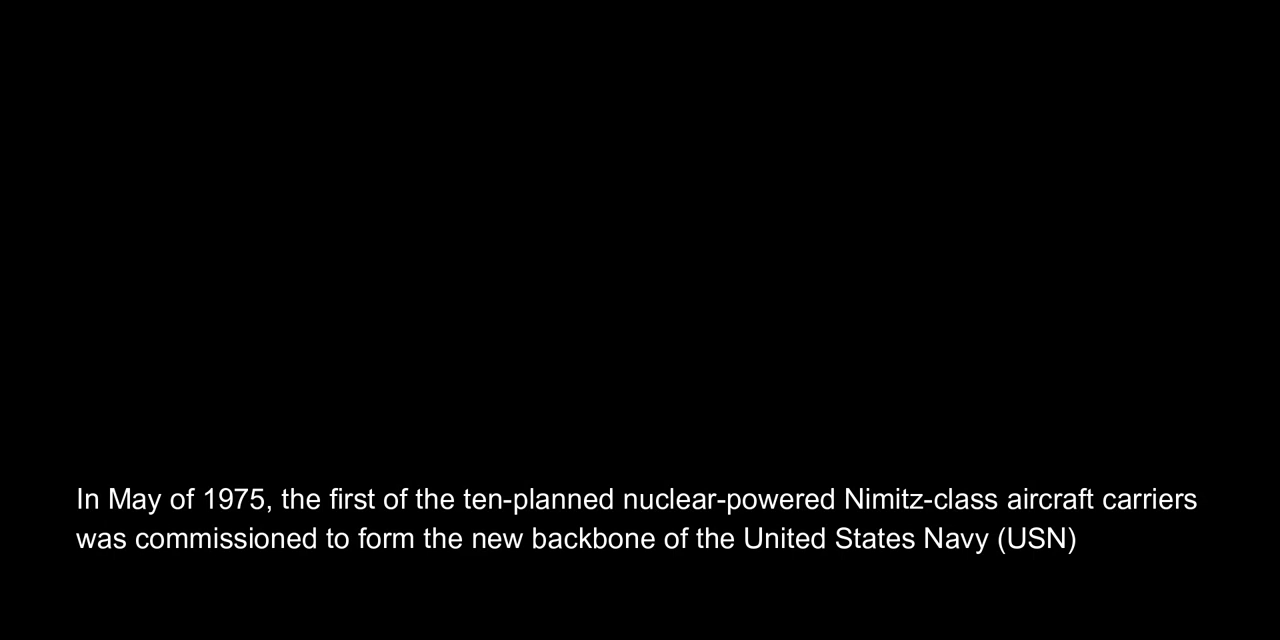 In May of 1975, the first of the ten-planned nuclear-powered Nimitz-class aircraft carriers
was commissioned to form the new backbone of the United States Navy (USN)